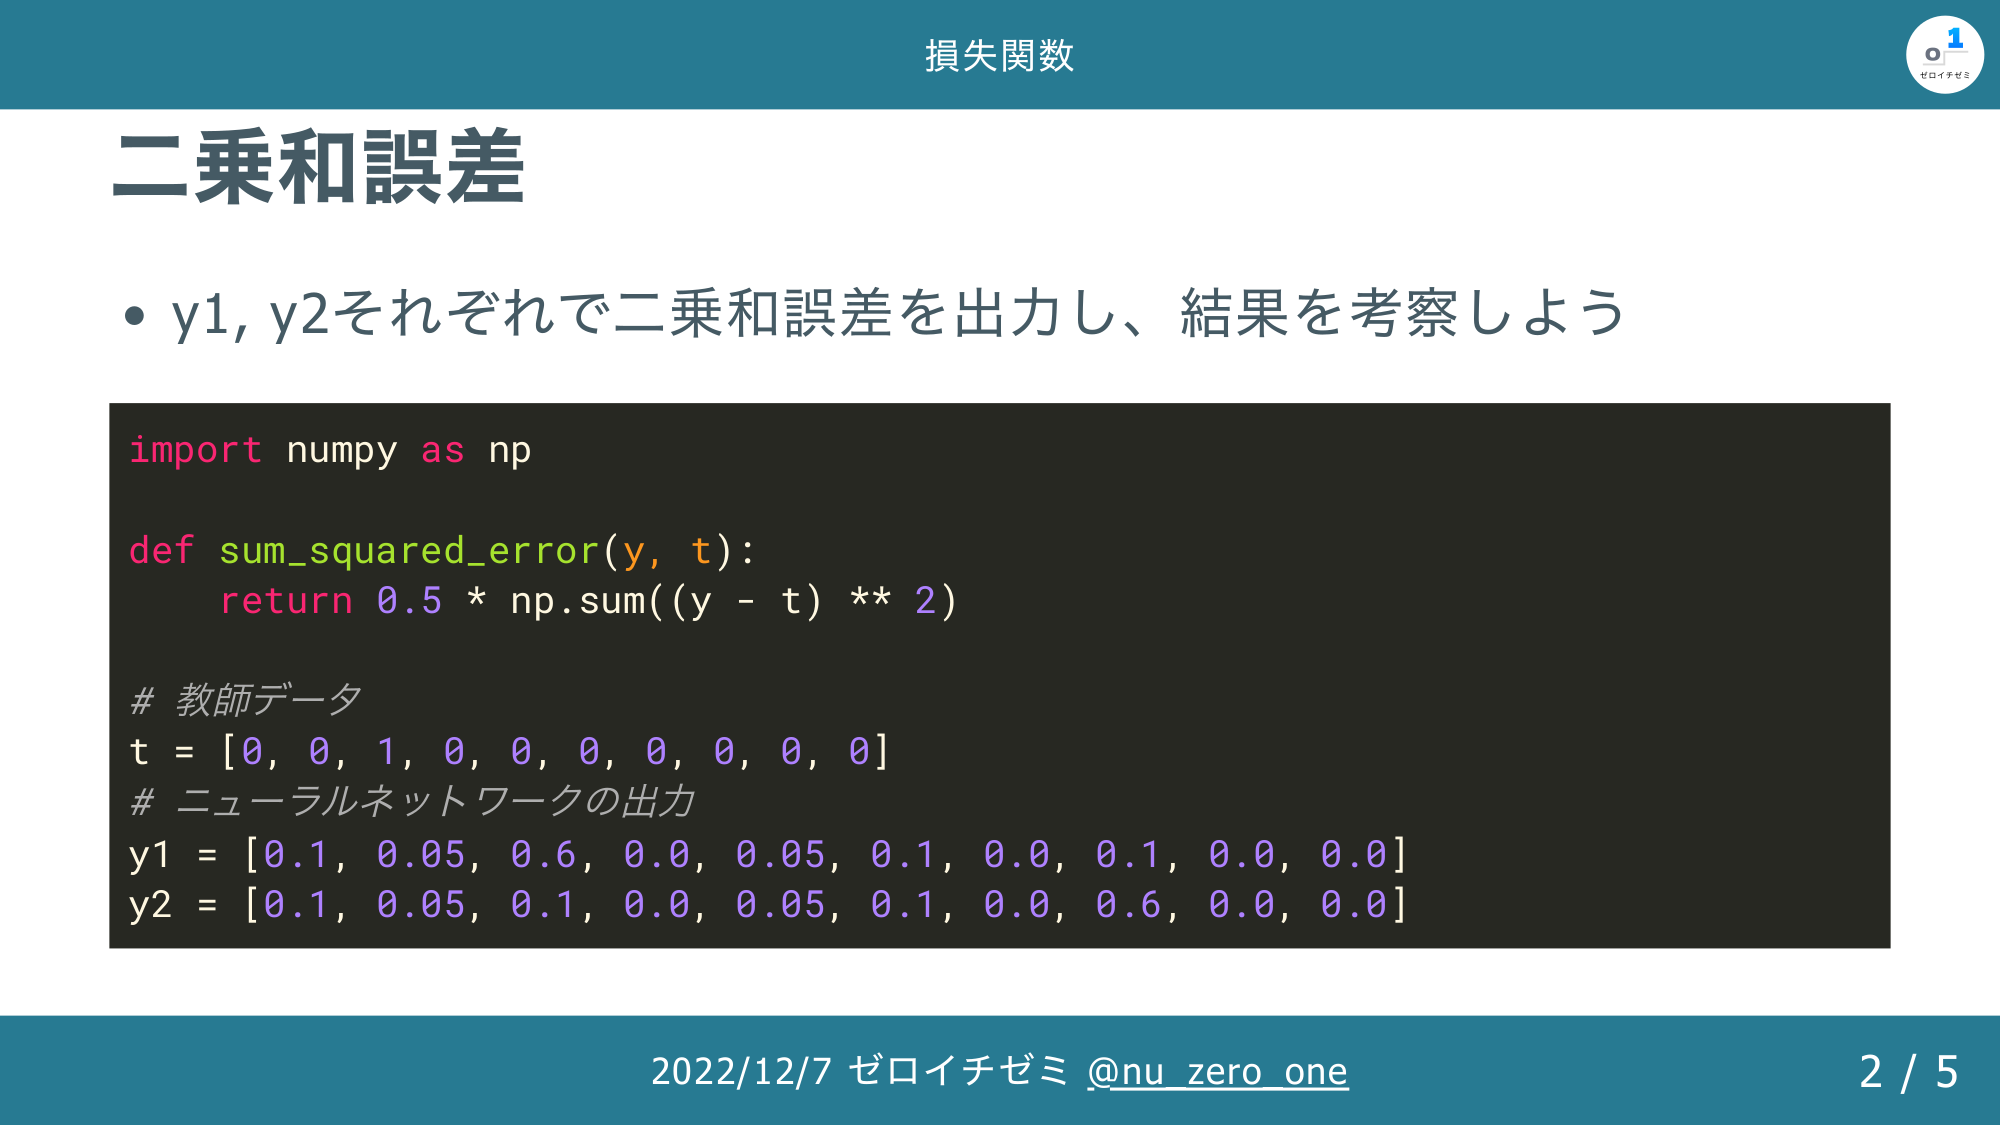 損失関数
o1
ゼロイチゼミ
二乗和誤差
• y1, y2それぞれで二乗和誤差を出力し、結果を考察しよう
import numpy as np
def sum_squared_error(y, t):
    return 0.5 * np.sum((y - t) ** 2)
# 教師データ
t = [0, 0, 1, 0, 0, 0, 0, 0, 0, 0]
# ニューラルネットワークの出力
y1 = [0.1, 0.05, 0.6, 0.0, 0.05, 0.1, 0.0, 0.1, 0.0, 0.0]
y2 = [0.1, 0.05, 0.1, 0.0, 0.05, 0.1, 0.0, 0.6, 0.0, 0.0]
2022/12/7 ゼロイチゼミ @nu_zero_one
2 / 5